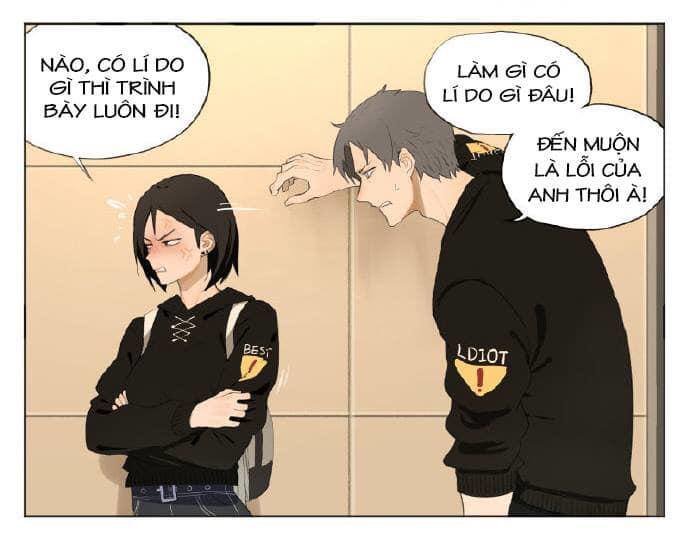 NÀO, CÓ LÍ DO
GÌ THÌ TRÌNH
BÀY LUÔN ĐI!
LÀM GÌ CÓ
LÍ DO GÌ ĐÂU!
ĐẾN MUỘN
LÀ LỖI CỦA
ANH THÔI À!
BEST
!
LDIOT
!